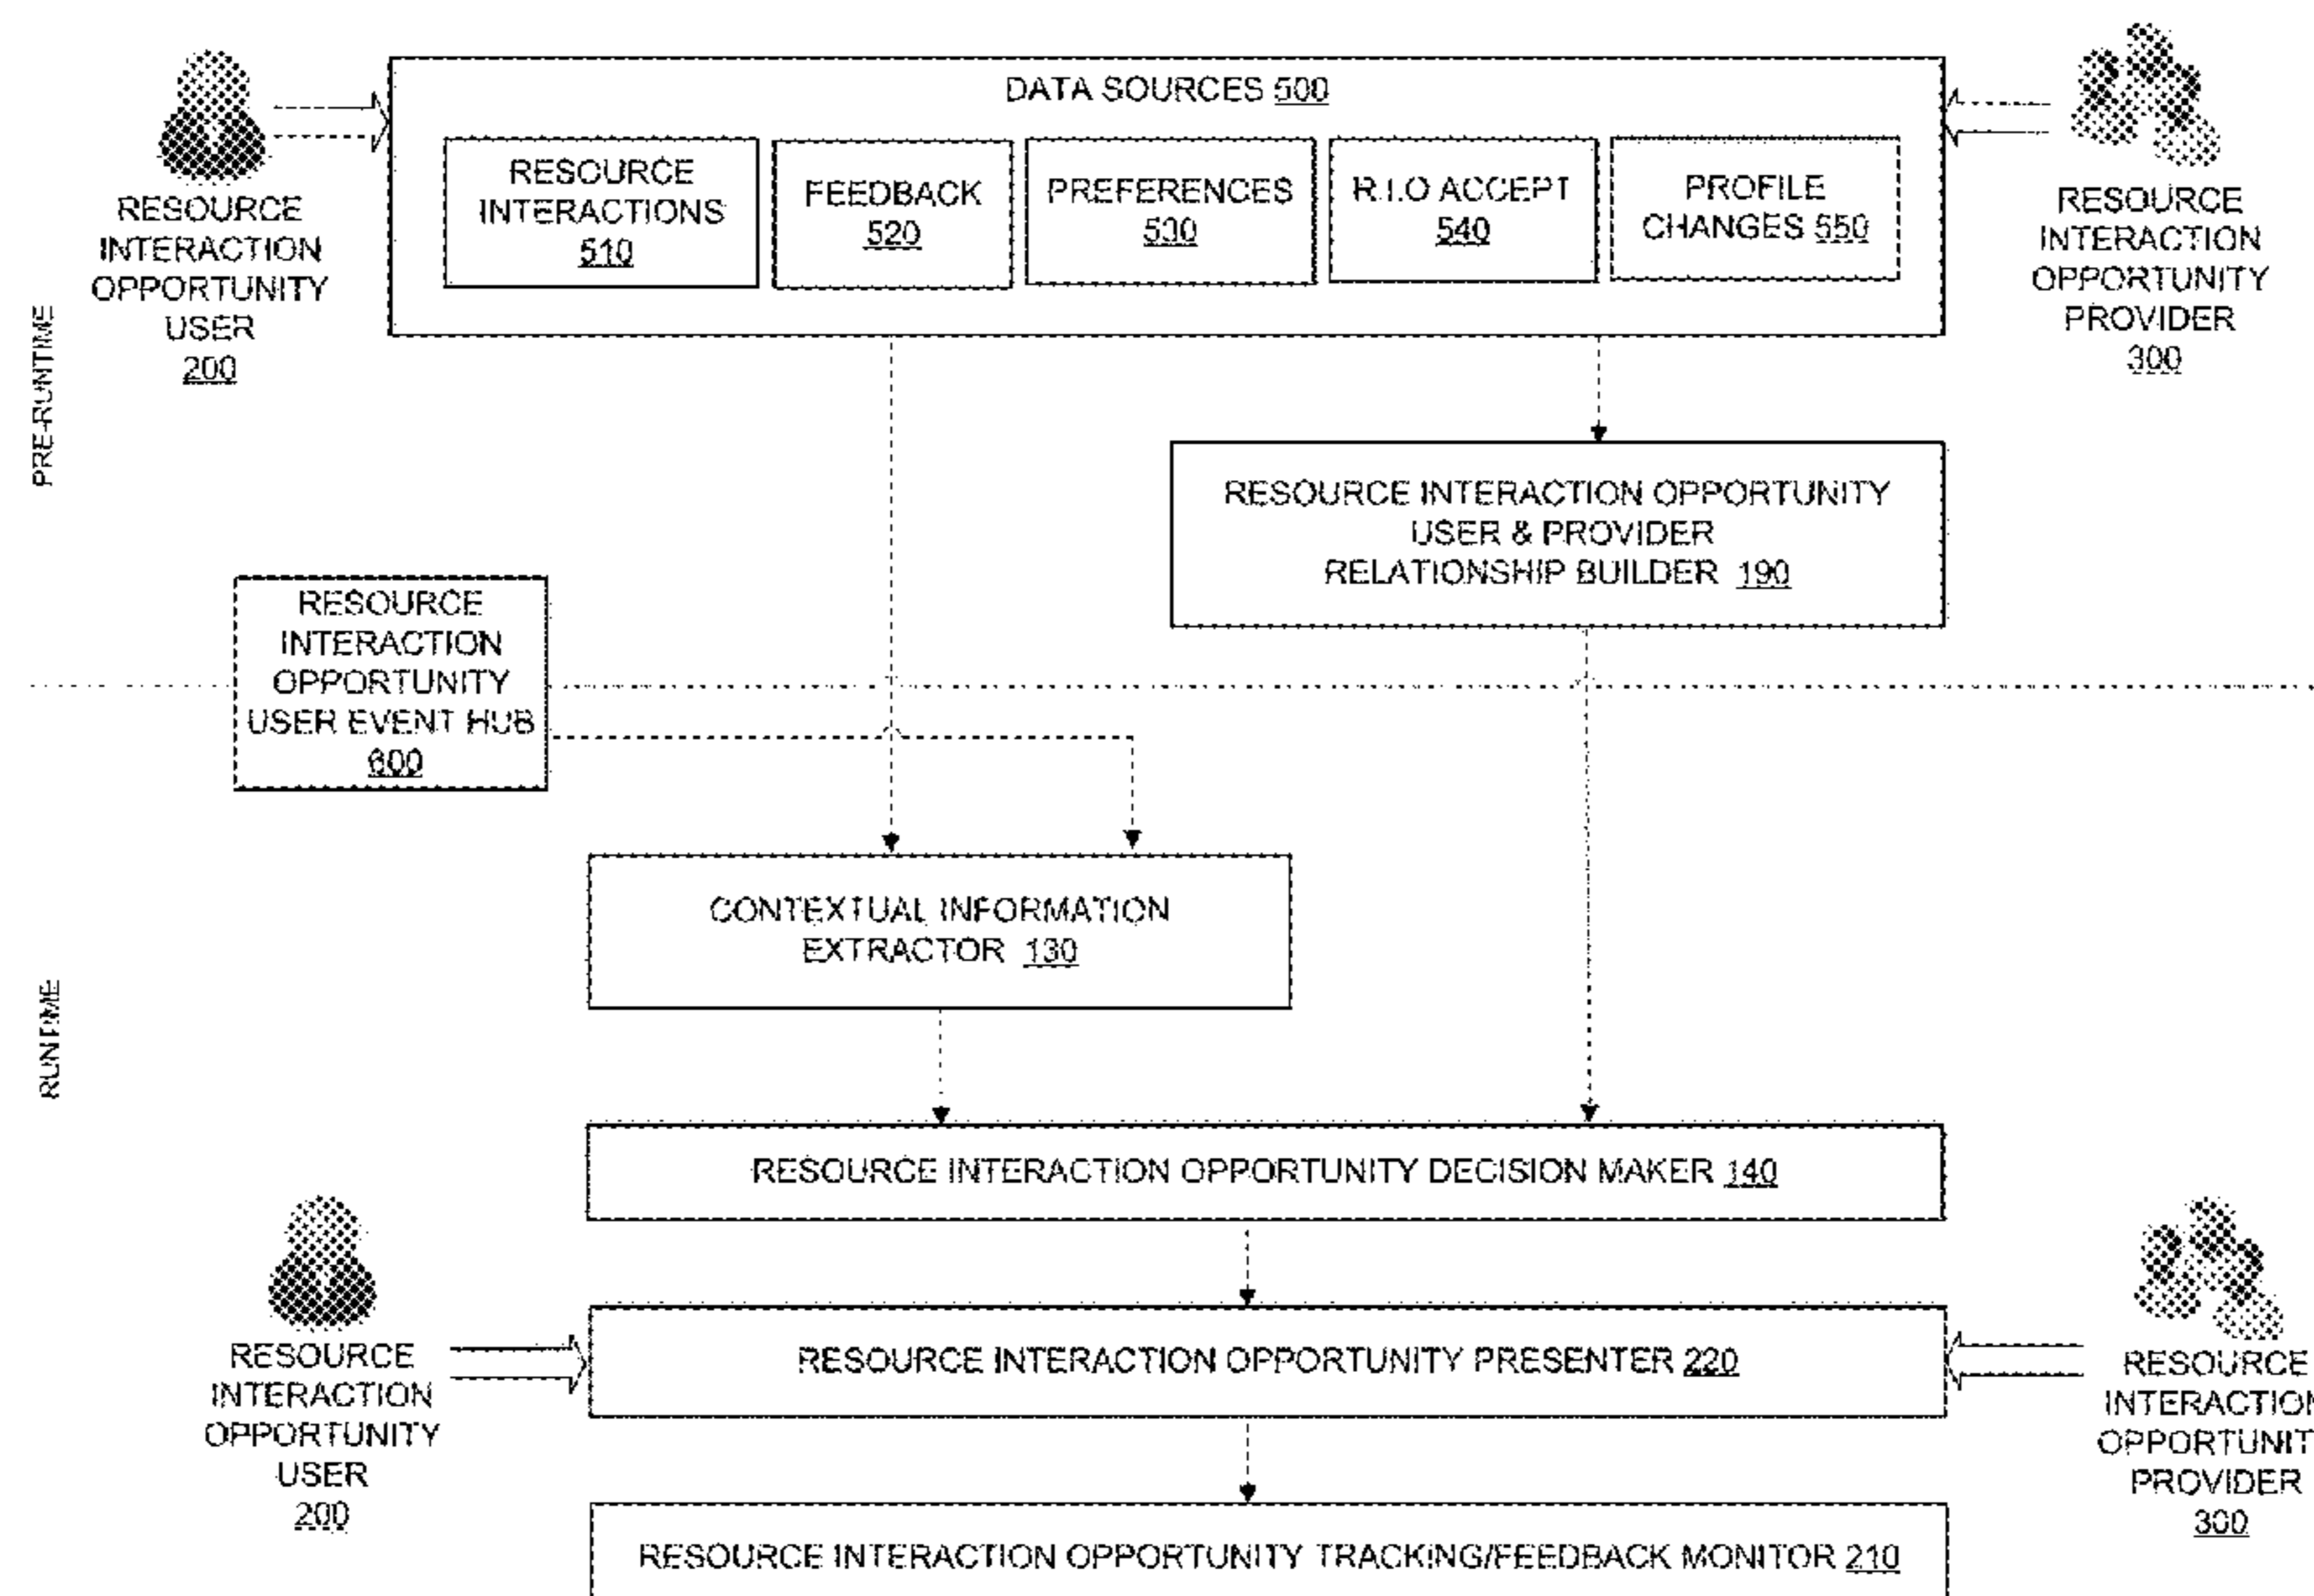 DATA SOURCES 500
RESOURCE
INTERACTIONS
510
FEEDBACK
520
PREFERENCES
530
R.I.O ACCEPT
540
PROFILE
CHANGES 550
RESOURCE
INTERACTION
OPPORTUNITY
USER
200
RESOURCE
INTERACTION
OPPORTUNITY
PROVIDER
300
PRE-RUNTIME
RESOURCE INTERACTION OPPORTUNITY
USER & PROVIDER
RELATIONSHIP BUILDER 190
RESOURCE
INTERACTION
OPPORTUNITY
USER EVENT HUB
600
CONTEXTUAL INFORMATION
EXTRACTOR 130
RUNTIME
RESOURCE INTERACTION OPPORTUNITY DECISION MAKER 140
RESOURCE INTERACTION OPPORTUNITY PRESENTER 220
RESOURCE
INTERACTION
OPPORTUNITY
USER
200
RESOURCE
INTERACTION
OPPORTUNIT
PROVIDER
300
RESOURCE INTERACTION OPPORTUNITY TRACKING/FEEDBACK MONITOR 210